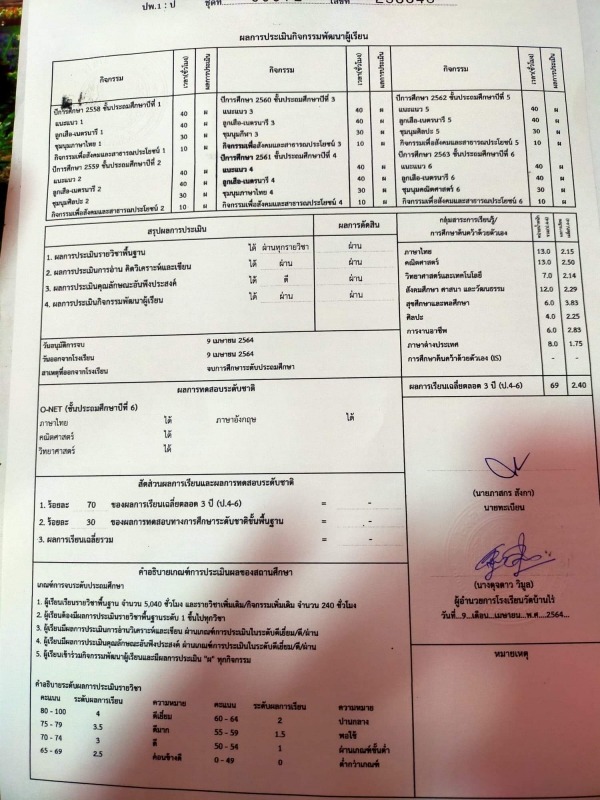 ปพ.1 : ป ชุดที่ เลขที่
ผลการประเมินกิจกรรมพัฒนาผู้เรียน
กิจกรรม เวลา(ชั่วโมง) ผลการประเมิน กิจกรรม เวลา(ชั่วโมง) ผลการประเมิน กิจกรรม เวลา(ชั่วโมง) ผลการประเมิน
ปีการศึกษา 2558 ชั้นประถมศึกษาปีที่ 1 ปีการศึกษา 2560 ชั้นประถมศึกษาปีที่ 3 ปีการศึกษา 2562 ชั้นประถมศึกษาปีที่ 5
แนะแนว 1 40 ผ แนะแนว 3 40 ผ แนะแนว 5 40 ผ
ลูกเสือ-เนตรนารี 1 40 ผ ลูกเสือ-เนตรนารี 3 40 ผ ลูกเสือ-เนตรนารี 5 40 ผ
ชุมนุมภาษาไทย 1 30 ผ ชุมนุมกีฬา 3 30 ผ ชุมนุมศิลปะ 5 30 ผ
กิจกรรมเพื่อสังคมและสาธารณประโยชน์ 1 10 ผ กิจกรรมเพื่อสังคมและสาธารณประโยชน์ 3 10 ผ กิจกรรมเพื่อสังคมและสาธารณประโยชน์ 5 10 ผ
ปีการศึกษา 2559 ชั้นประถมศึกษาปีที่ 2 ปีการศึกษา 2561 ชั้นประถมศึกษาปีที่ 4 ปีการศึกษา 2563 ชั้นประถมศึกษาปีที่ 6
แนะแนว 2 40 ผ แนะแนว 4 40 ผ แนะแนว 6 40 ผ
ลูกเสือ-เนตรนารี 2 40 ผ ลูกเสือ-เนตรนารี 4 40 ผ ลูกเสือ-เนตรนารี 6 40 ผ
ชุมนุมศิลปะ 2 30 ผ ชุมนุมภาษาไทย 4 30 ผ ชุมนุมคณิตศาสตร์ 6 30 ผ
กิจกรรมเพื่อสังคมและสาธารณประโยชน์ 2 10 ผ กิจกรรมเพื่อสังคมและสาธารณประโยชน์ 4 10 ผ กิจกรรมเพื่อสังคมและสาธารณประโยชน์ 6 10 ผ
สรุปผลการประเมิน ผลการตัดสิน
1. ผลการประเมินรายวิชาพื้นฐาน ได้ ผ่านทุกรายวิชา ผ่าน
2. ผลการประเมินการอ่าน คิดวิเคราะห์และเขียน ได้ ผ่าน ผ่าน
3. ผลการประเมินคุณลักษณะอันพึงประสงค์ ได้ ดี ผ่าน
4. ผลการประเมินกิจกรรมพัฒนาผู้เรียน ได้ ผ่าน ผ่าน
กลุ่มสาระการเรียนรู้/
การศึกษาค้นคว้าด้วยตัวเอง
ภาษาไทย 13.0 2.15
คณิตศาสตร์ 13.0 2.50
วิทยาศาสตร์และเทคโนโลยี 7.0 2.14
สังคมศึกษา ศาสนา และวัฒนธรรม 12.0 2.29
สุขศึกษาและพลศึกษา 6.0 3.83
ศิลปะ 4.0 2.25
การงานอาชีพ 6.0 2.83
ภาษาต่างประเทศ 8.0 1.75
การศึกษาค้นคว้าด้วยตัวเอง (IS) - -
ผลการเรียนเฉลี่ยตลอด 3 ปี (ป.4-6) 69 2.40
วันอนุมัติการจบ 9 เมษายน 2564
วันออกจากโรงเรียน 9 เมษายน 2564
สาเหตุที่ออกจากโรงเรียน จบการศึกษาระดับประถมศึกษา
ผลการทดสอบระดับชาติ
O-NET (ชั้นประถมศึกษาปีที่ 6)
ภาษาไทย ได้ ภาษาอังกฤษ ได้
คณิตศาสตร์ ได้
วิทยาศาสตร์ ได้
สัดส่วนผลการเรียนและผลการทดสอบระดับชาติ
1. ร้อยละ 70 ของผลการเรียนเฉลี่ยตลอด 3 ปี (ป.4-6) = -
2. ร้อยละ 30 ของผลการทดสอบทางการศึกษาระดับชาติขั้นพื้นฐาน = -
3. ผลการเรียนเฉลี่ยรวม = -
(นายภาสกร ลังกา)
นายทะเบียน
(นางดุจดาว วิมูล)
ผู้อำนวยการโรงเรียนวัดบ้านไร่
วันที่...9...เดือน...เมษายน...พ.ศ....2564...
หมายเหตุ
คำอธิบายเกณฑ์การประเมินผลของสถานศึกษา
เกณฑ์การจบระดับประถมศึกษา
1. ผู้เรียนเรียนรายวิชาพื้นฐาน จำนวน 5,040 ชั่วโมง และรายวิชาเพิ่มเติม/กิจกรรมเพิ่มเติม จำนวน 240 ชั่วโมง
2. ผู้เรียนต้องมีผลการประเมินรายวิชาพื้นฐานระดับ 1 ขึ้นไปทุกวิชา
3. ผู้เรียนมีผลการประเมินการอ่านวิเคราะห์และเขียน ผ่านเกณฑ์การประเมินในระดับดีเยี่ยม/ดี/ผ่าน
4. ผู้เรียนมีผลการประเมินคุณลักษณะอันพึงประสงค์ ผ่านเกณฑ์การประเมินในระดับดีเยี่ยม/ดี/ผ่าน
5. ผู้เรียนเข้าร่วมกิจกรรมพัฒนาผู้เรียนและมีผลการประเมิน "ผ" ทุกกิจกรรม
คำอธิบายระดับผลการประเมินรายวิชา
คะแนน ระดับผลการเรียน ความหมาย คะแนน ระดับผลการเรียน ความหมาย
80 - 100 4 ดีเยี่ยม 60 - 64 2 ปานกลาง
75 - 79 3.5 ดีมาก 55 - 59 1.5 พอใช้
70 - 74 3 ดี 50 - 54 1 ผ่านเกณฑ์ขั้นต่ำ
65 - 69 2.5 ค่อนข้างดี 0 - 49 0 ต่ำกว่าเกณฑ์